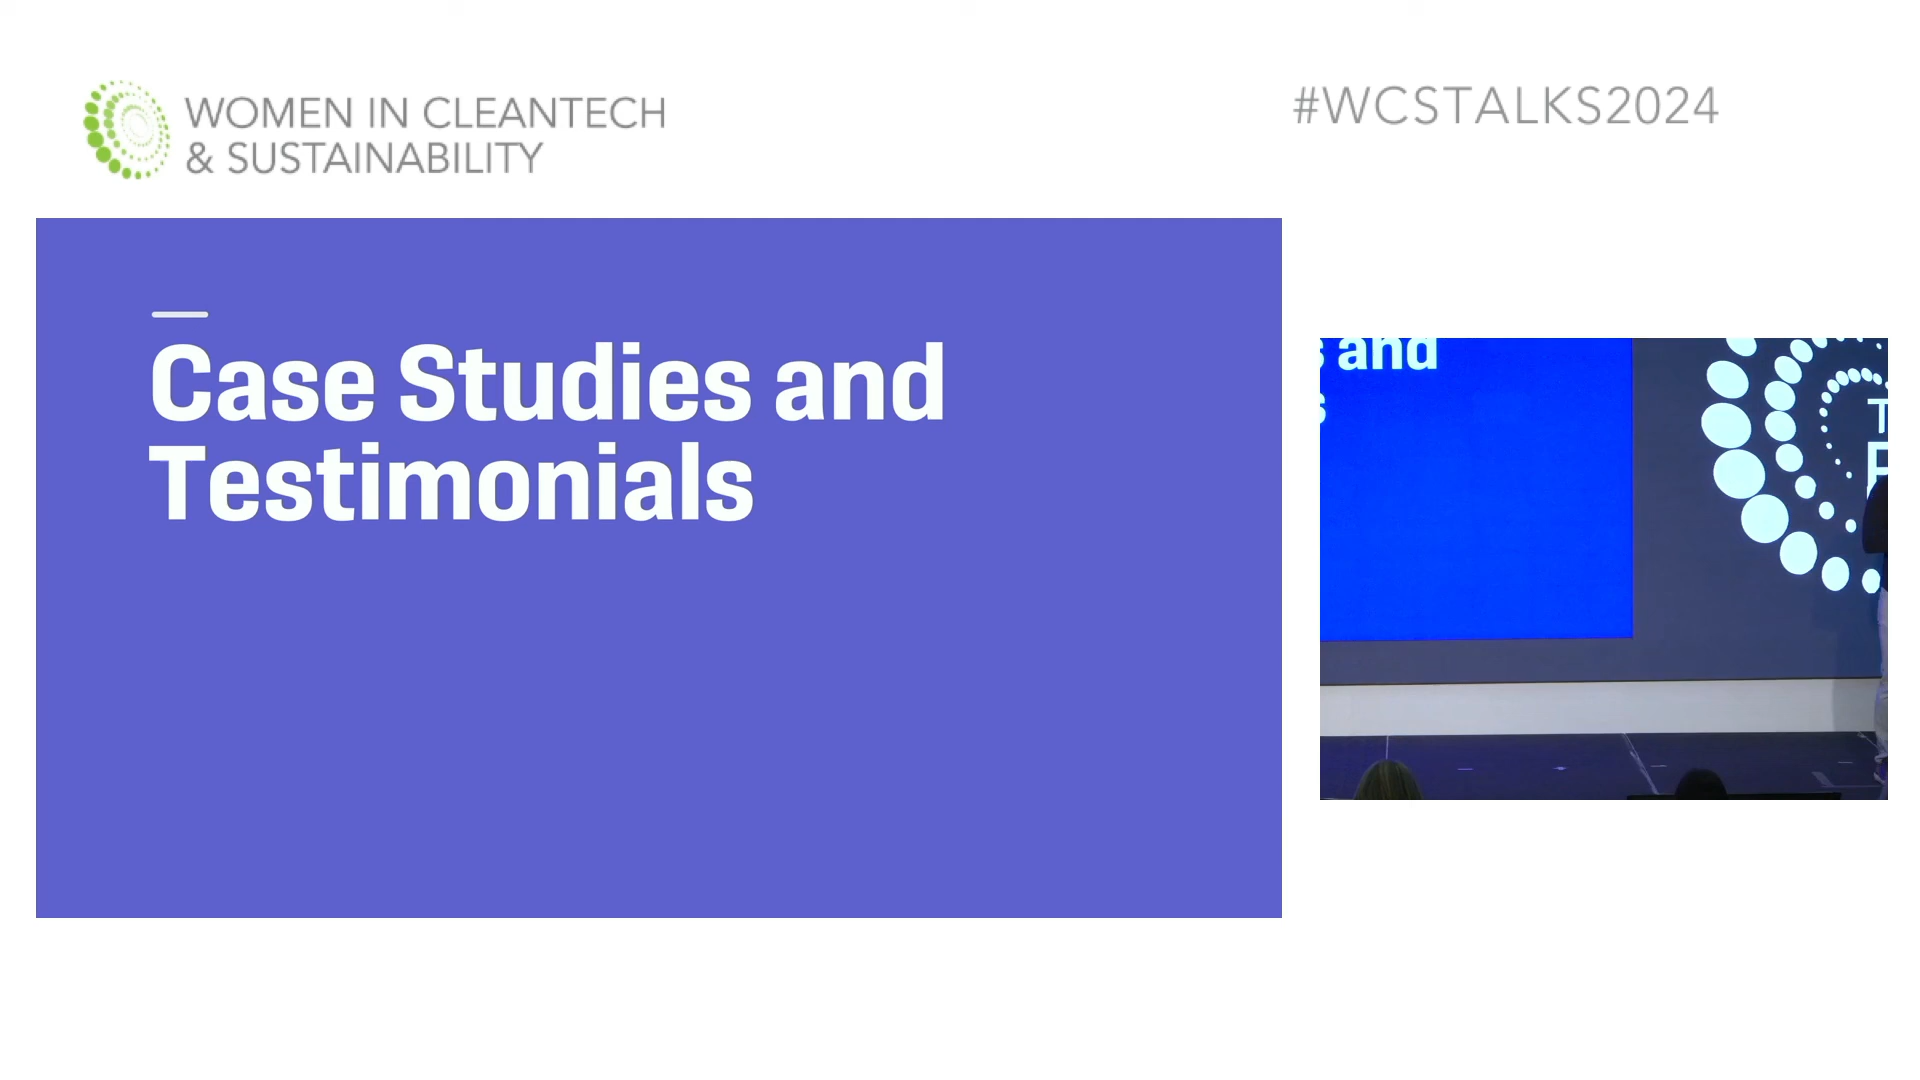 WOMEN IN CLEANTECH
& SUSTAINABILITY
#WCSTALKS2024
Case Studies and
Testimonials
and